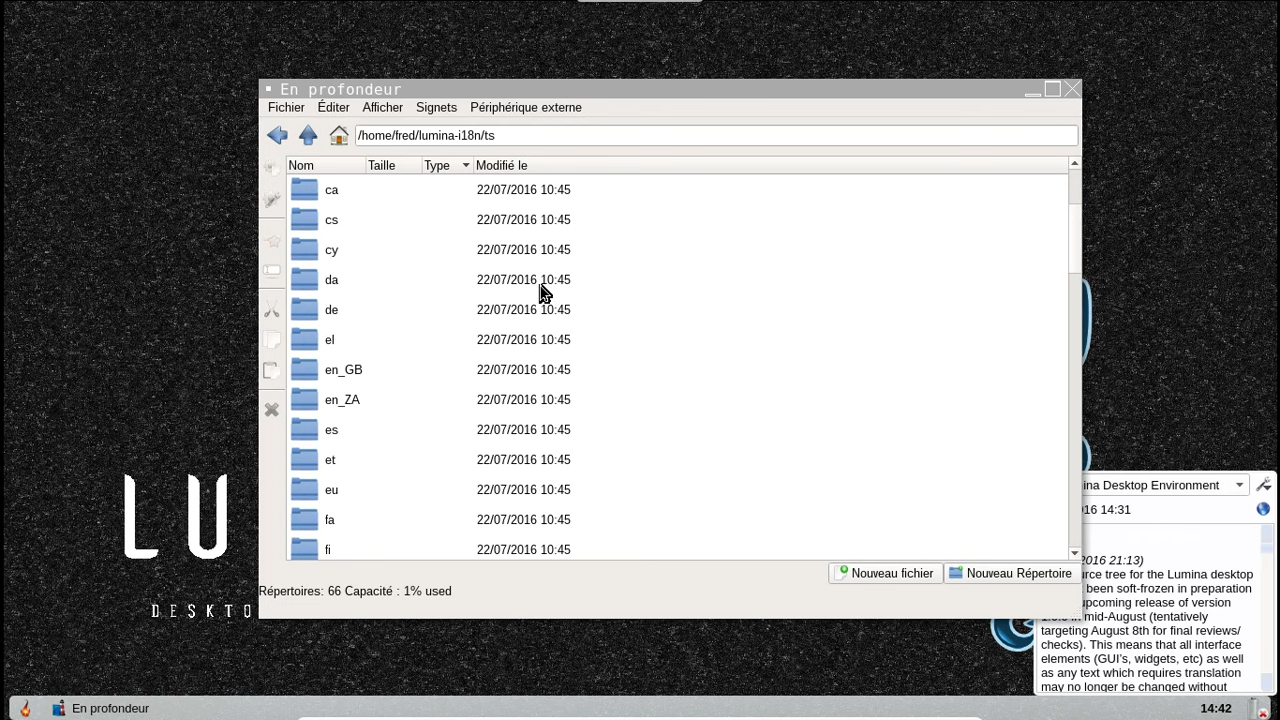 En profondeur
Fichier Éditer Afficher Signets Périphérique externe
/home/fred/lumina-i18n/ts
Nom Taille Type Modifié le
ca 22/07/2016 10:45
cs 22/07/2016 10:45
cy 22/07/2016 10:45
da 22/07/2016 10:45
de 22/07/2016 10:45
el 22/07/2016 10:45
en_GB 22/07/2016 10:45
en_ZA 22/07/2016 10:45
es 22/07/2016 10:45
et 22/07/2016 10:45
eu 22/07/2016 10:45
fa 22/07/2016 10:45
fi 22/07/2016 10:45
Nouveau fichier Nouveau Répertoire
Répertoires: 66 Capacité : 1% used
LU
DESKTO
ina Desktop Environment
16 14:31
2016 21:13)
urce tree for the Lumina desktop
been soft-frozen in preparation
upcoming release of version
mid-August (tentatively
targeting August 8th for final reviews/
checks). This means that all interface
elements (GUI's, widgets, etc) as well
as any text which requires translation
may no longer be changed without
En profondeur
14:42